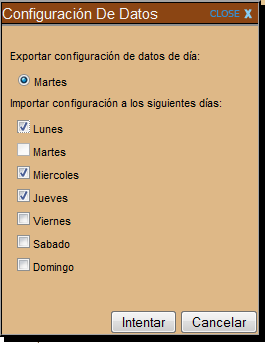 Configuración De Datos CLOSE X
Exportar configuración de datos de día:
Martes
Importar configuración a los siguientes días:
Lunes
Martes
Miercoles
Jueves
Viernes
Sabado
Domingo
Intentar Cancelar